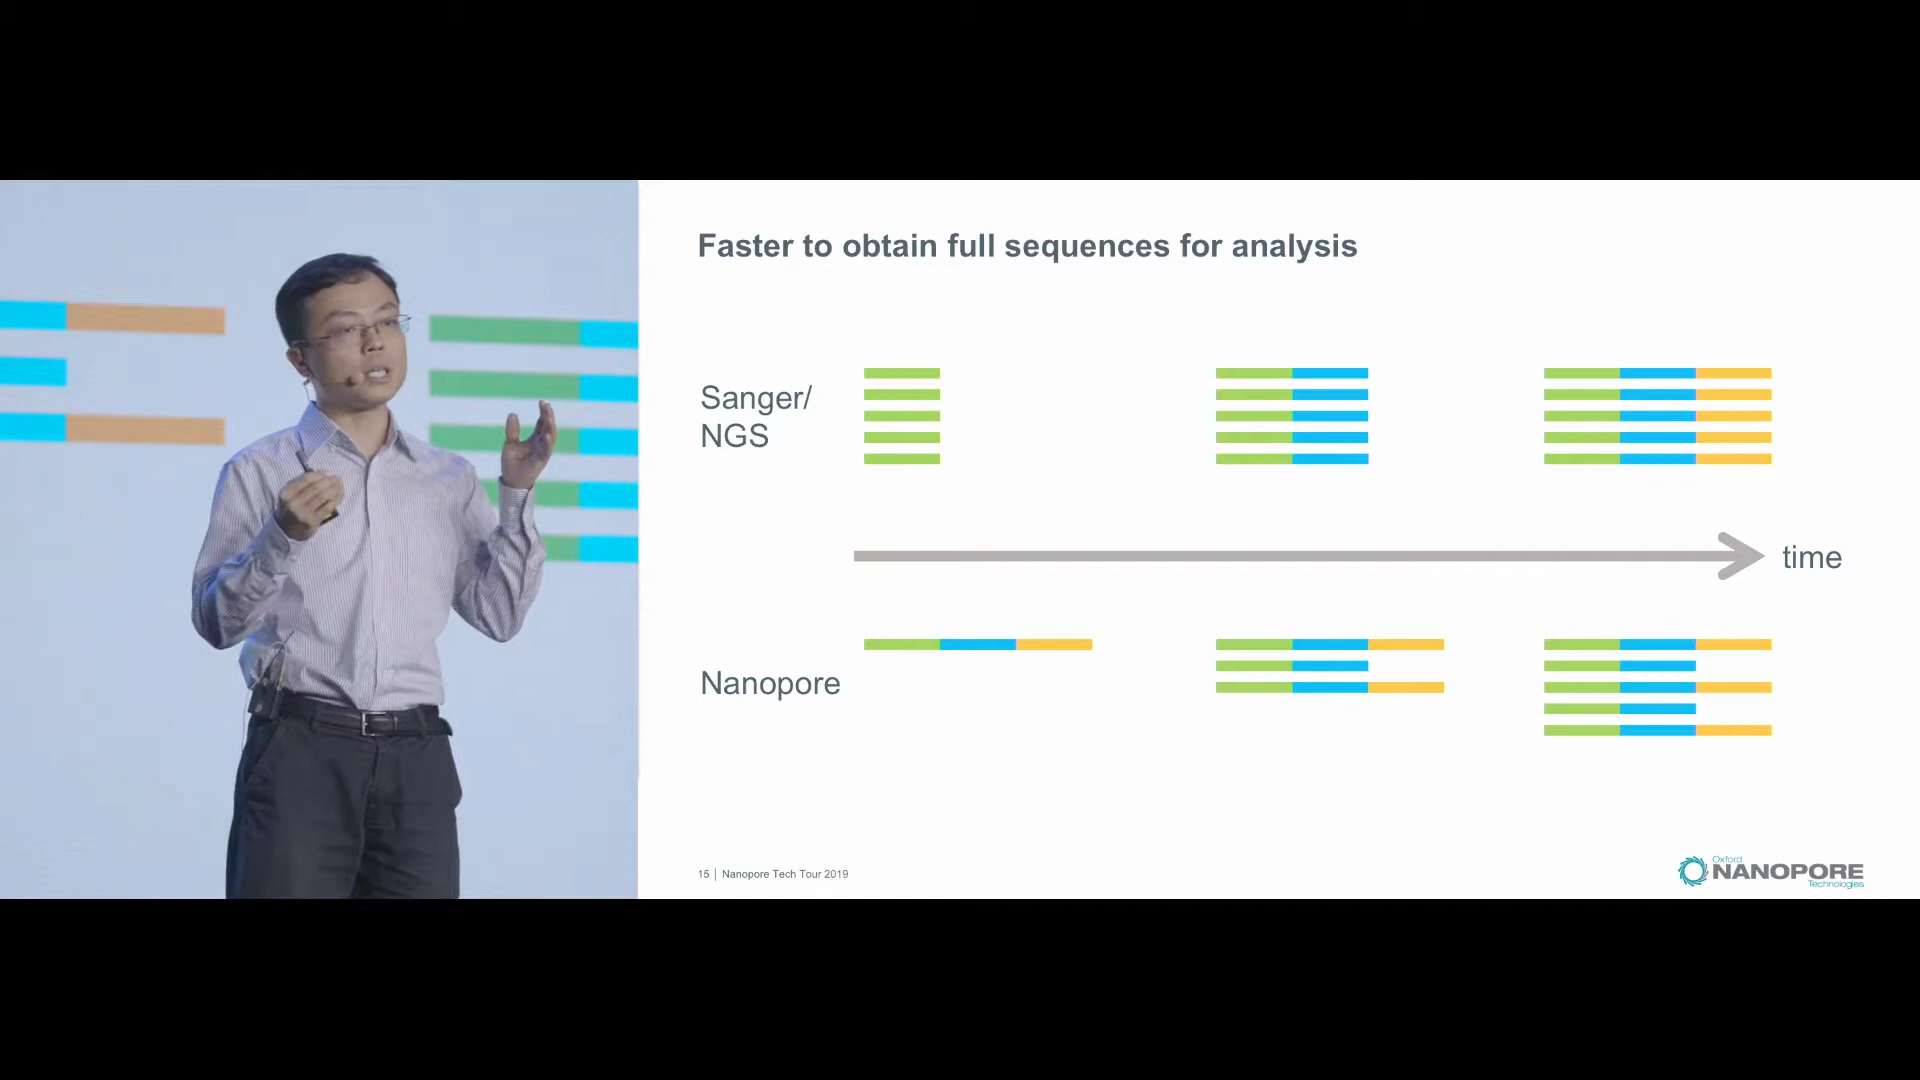 Faster to obtain full sequences for analysis
Sanger/
NGS
time
Nanopore
15 | Nanopore Tech Tour 2019
Oxford
NANOPORE
Technologies